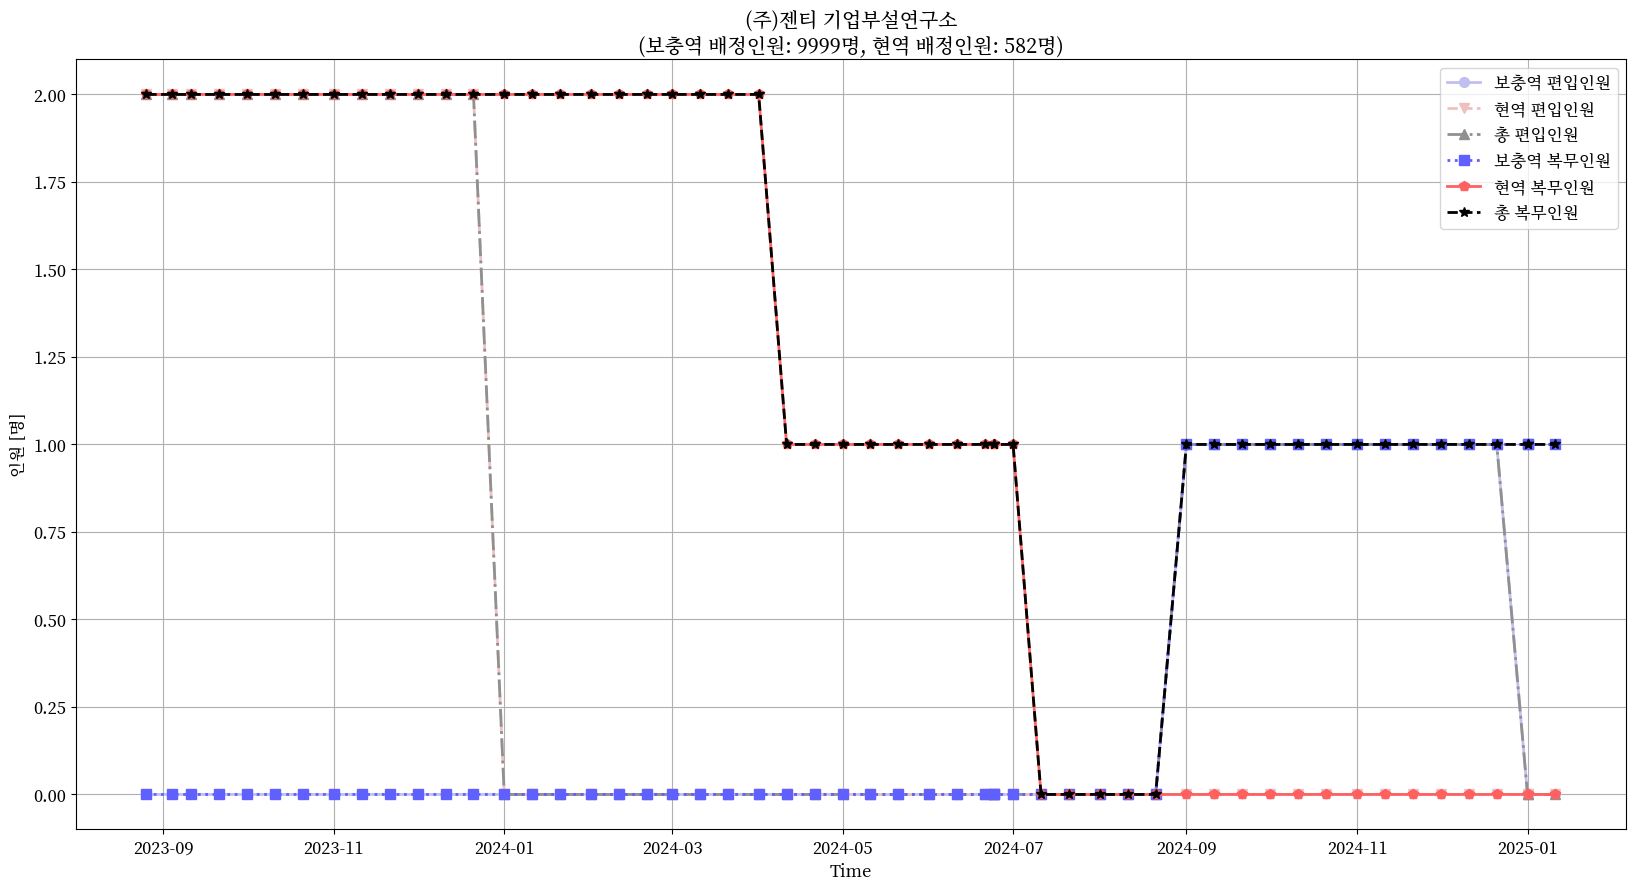 (주)젠티 기업부설연구소
(보충역 배정인원: 9999명, 현역 배정인원: 582명)
보충역 편입인원
현역 편입인원
총 편입인원
보충역 복무인원
현역 복무인원
총 복무인원
2.00
1.75
1.50
1.25
1.00
0.75
0.50
0.25
0.00
인원 [명]
2023-09
2023-11
2024-01
2024-03
2024-05
2024-07
2024-09
2024-11
2025-01
Time